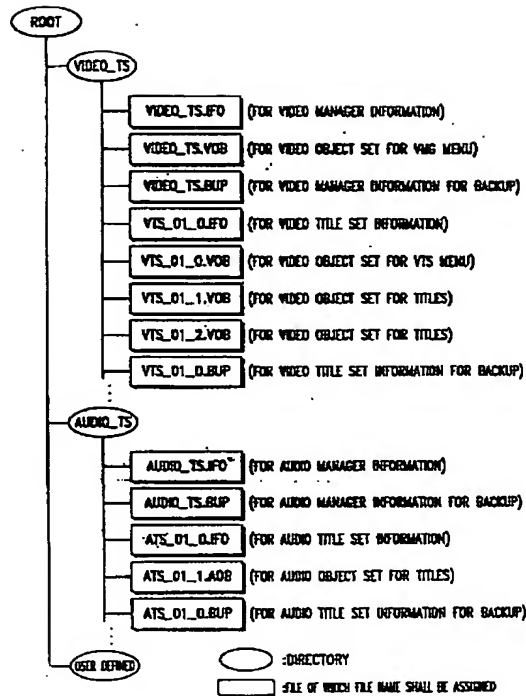 ROOT
VIDEO_TS
VIDEO_TS.IFO (FOR VIDEO MANAGER INFORMATION)
VIDEO_TS.VOB (FOR VIDEO OBJECT SET FOR VMG MENU)
VIDEO_TS.BUP (FOR VIDEO MANAGER INFORMATION FOR BACKUP)
VTS_01_0.IFO (FOR VIDEO TITLE SET INFORMATION)
VTS_01_0.VOB (FOR VIDEO OBJECT SET FOR VTS MENU)
VTS_01_1.VOB (FOR VIDEO OBJECT SET FOR TITLES)
VTS_01_2.VOB (FOR VIDEO OBJECT SET FOR TITLES)
VTS_01_0.BUP (FOR VIDEO TITLE SET INFORMATION FOR BACKUP)
AUDIO_TS
AUDIO_TS.IFO (FOR AUDIO MANAGER INFORMATION)
AUDIO_TS.BUP (FOR AUDIO MANAGER INFORMATION FOR BACKUP)
ATS_01_0.IFO (FOR AUDIO TITLE SET INFORMATION)
ATS_01_1.AOB (FOR AUDIO OBJECT SET FOR TITLES)
ATS_01_0.BUP (FOR AUDIO TITLE SET INFORMATION FOR BACKUP)
USER DEFINED
:DIRECTORY
:FILE OF WHICH FILE NAME SHALL BE ASSIGNED